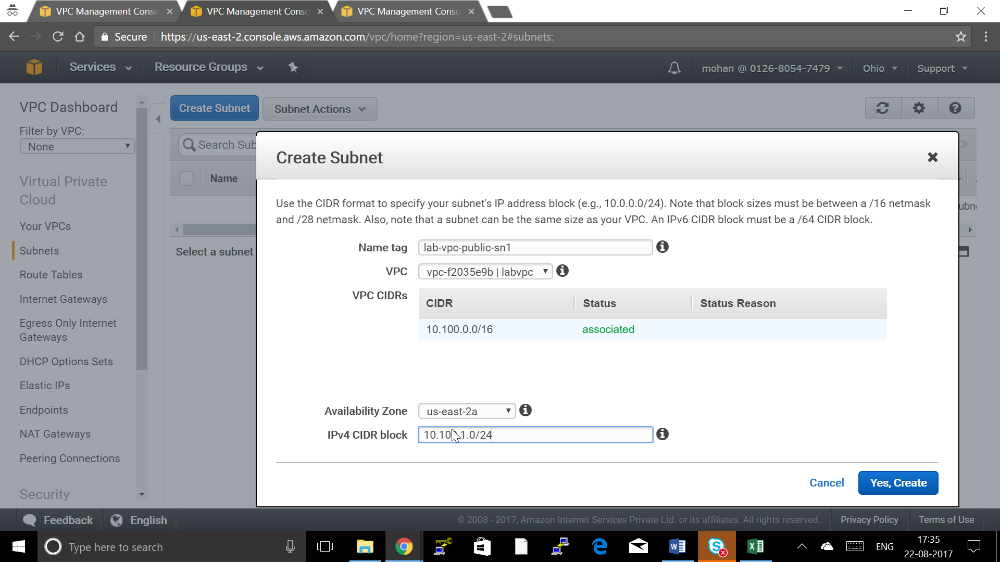 VPC Management Conso
VPC Management Conso
VPC Management Conso
Secure
https://us-east-2.console.aws.amazon.com/vpc/home?region=us-east-2#subnets:
Services
Resource Groups
mohan @ 0126-8054-7479
Ohio
Support
VPC Dashboard
Filter by VPC:
None
Virtual Private
Cloud
Your VPCs
Subnets
Route Tables
Internet Gateways
Egress Only Internet
Gateways
DHCP Options Sets
Elastic IPs
Endpoints
NAT Gateways
Peering Connections
Security
Create Subnet
Subnet Actions
Search Sub
Name
Select a subnet
Create Subnet
Use the CIDR format to specify your subnet's IP address block (e.g., 10.0.0.0/24). Note that block sizes must be between a /16 netmask
and /28 netmask. Also, note that a subnet can be the same size as your VPC. An IPv6 CIDR block must be a /64 CIDR block.
Name tag
lab-vpc-public-sn1
VPC
vpc-f2035e9b | labvpc
VPC CIDRs
CIDR
Status
Status Reason
10.100.0.0/16
associated
Availability Zone
us-east-2a
IPv4 CIDR block
Cancel
Yes, Create
Feedback
English
© 2008 - 2017, Amazon Internet Services Private Ltd. or its affiliates. All rights reserved.
Privacy Policy
Terms of Use
Type here to search
ENG
17:35
22-08-2017